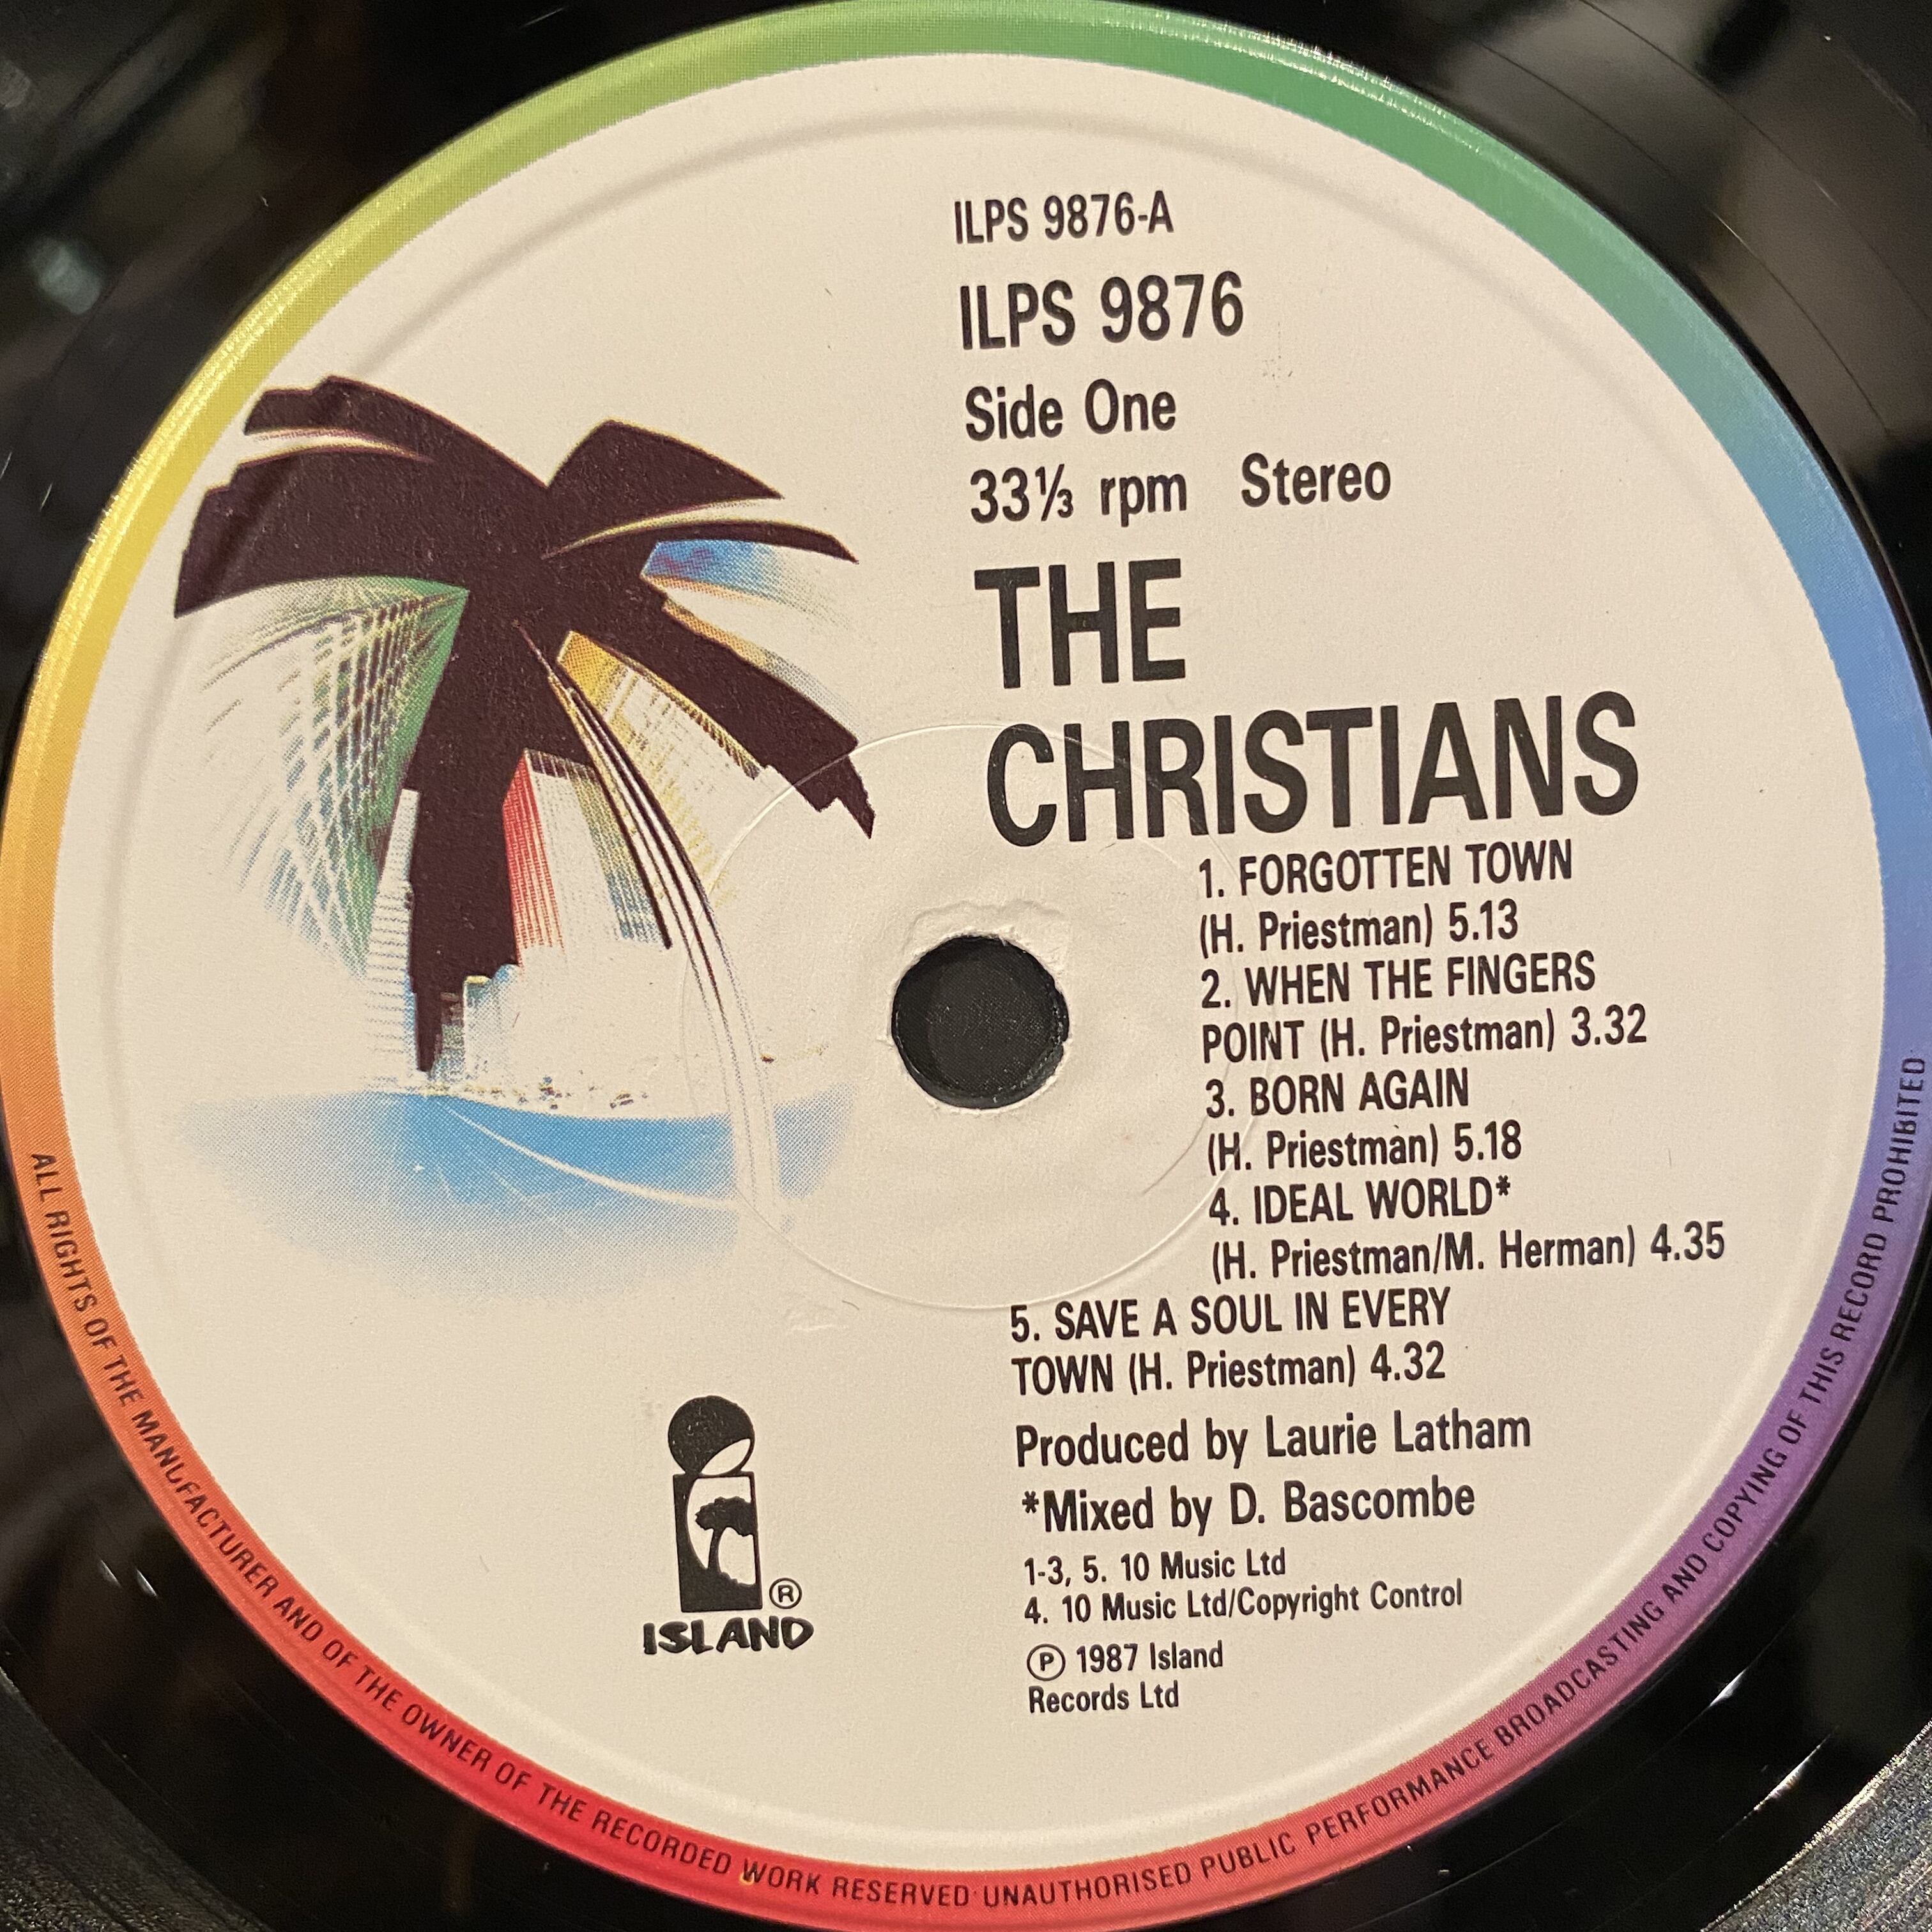 ILPS 9876-A
ILPS 9876
Side One
33⅓ rpm Stereo
THE
CHRISTIANS
1. FORGOTTEN TOWN
(H. Priestman) 5.13
2. WHEN THE FINGERS
POINT (H. Priestman) 3.32
3. BORN AGAIN
(H. Priestman) 5.18
4. IDEAL WORLD*
(H. Priestman/M. Herman) 4.35
5. SAVE A SOUL IN EVERY
TOWN (H. Priestman) 4.32
Produced by Laurie Latham
*Mixed by D. Bascombe
1-3, 5. 10 Music Ltd
4. 10 Music Ltd/Copyright Control
℗ 1987 Island
Records Ltd
®
ISLAND
ALL RIGHTS OF THE MANUFACTURER AND OF THE OWNER OF THE RECORDED WORK RESERVED · UNAUTHORISED PUBLIC PERFORMANCE BROADCASTING AND COPYING OF THIS RECORD PROHIBITED